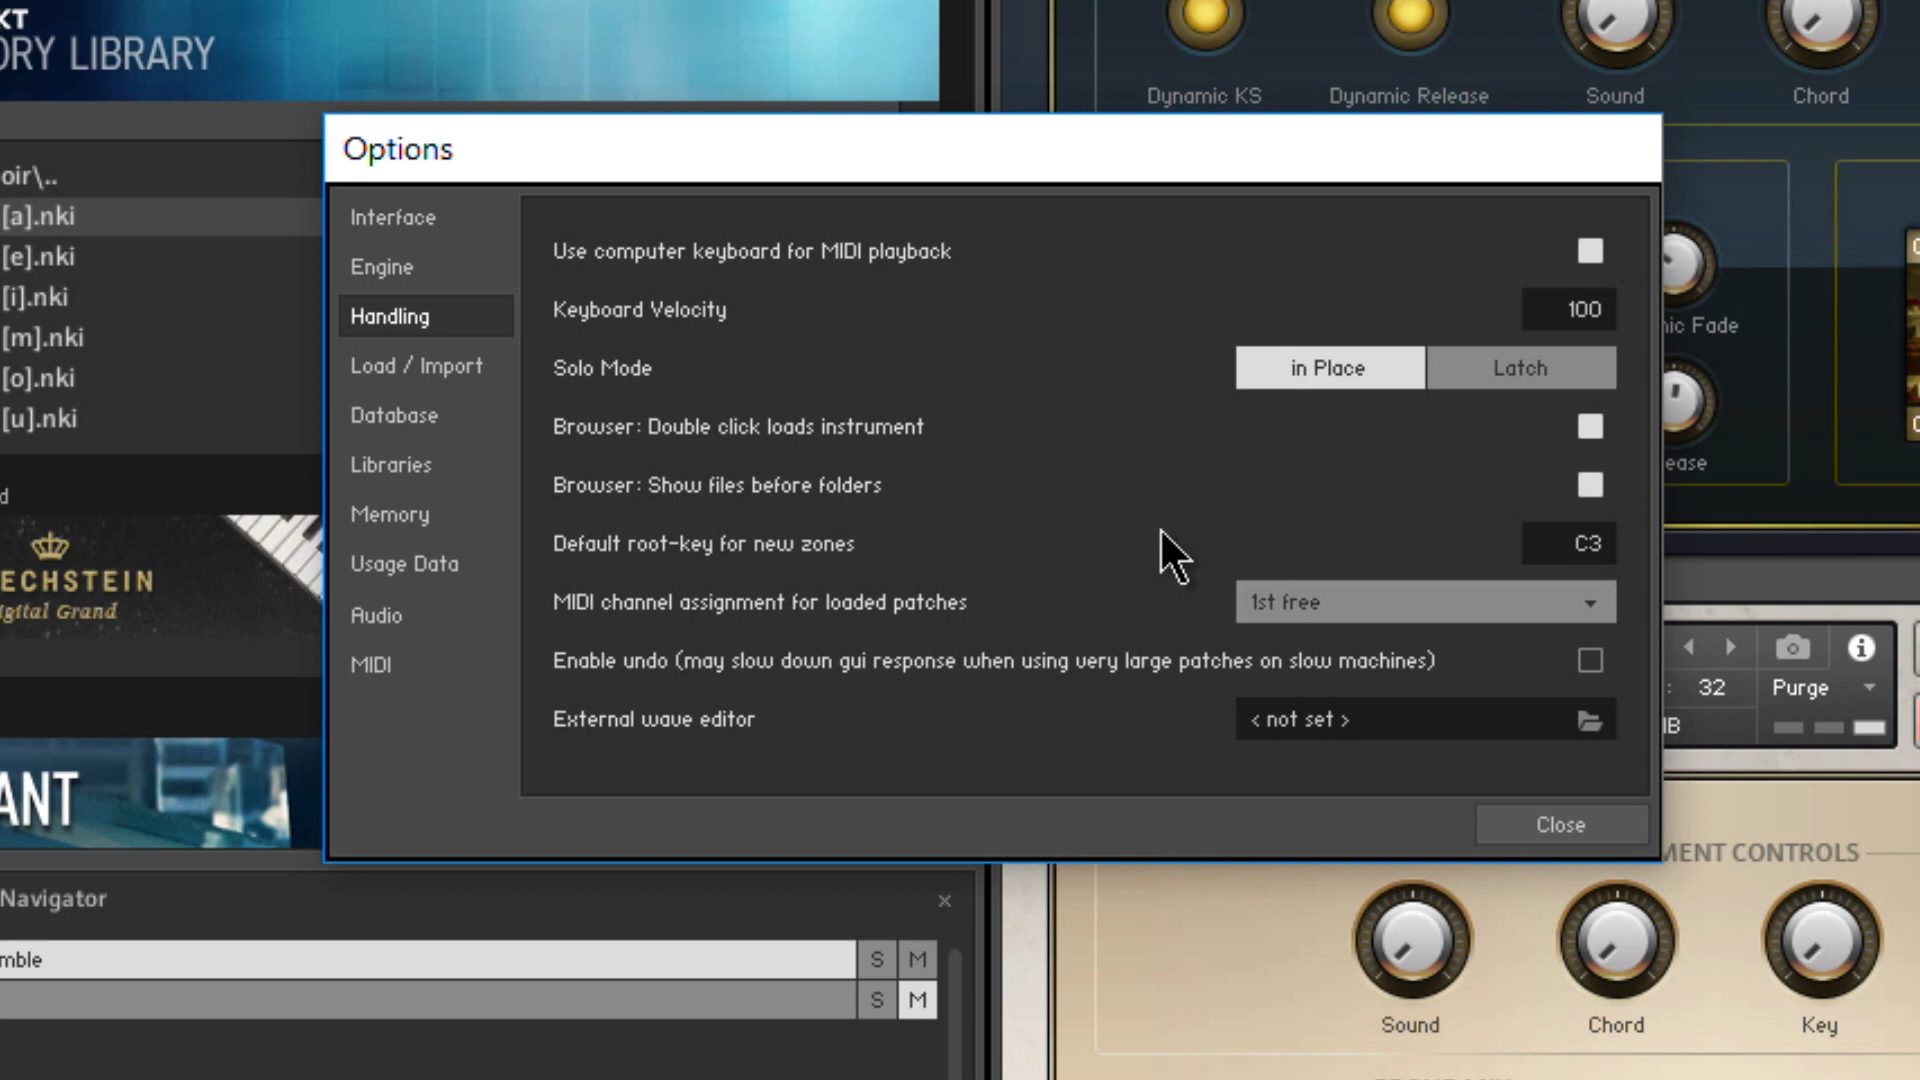 KT
ORY LIBRARY
Dynamic KS
Dynamic Release
Sound
Chord
Options
oir\..
[a].nki
[e].nki
[i].nki
[m].nki
[o].nki
[u].nki
d
ECHSTEIN
igital Grand
ANT
Interface
Engine
Handling
Load / Import
Database
Libraries
Memory
Usage Data
Audio
MIDI
Use computer keyboard for MIDI playback
Keyboard Velocity
100
Solo Mode
in Place
Latch
Browser: Double click loads instrument
Browser: Show files before folders
Default root-key for new zones
C3
MIDI channel assignment for loaded patches
1st free
Enable undo (may slow down gui response when using very large patches on slow machines)
External wave editor
< not set >
Close
ic Fade
ease
: 32
Purge
IB
MENT CONTROLS
Navigator
×
mble
S
M
S
M
Sound
Chord
Key